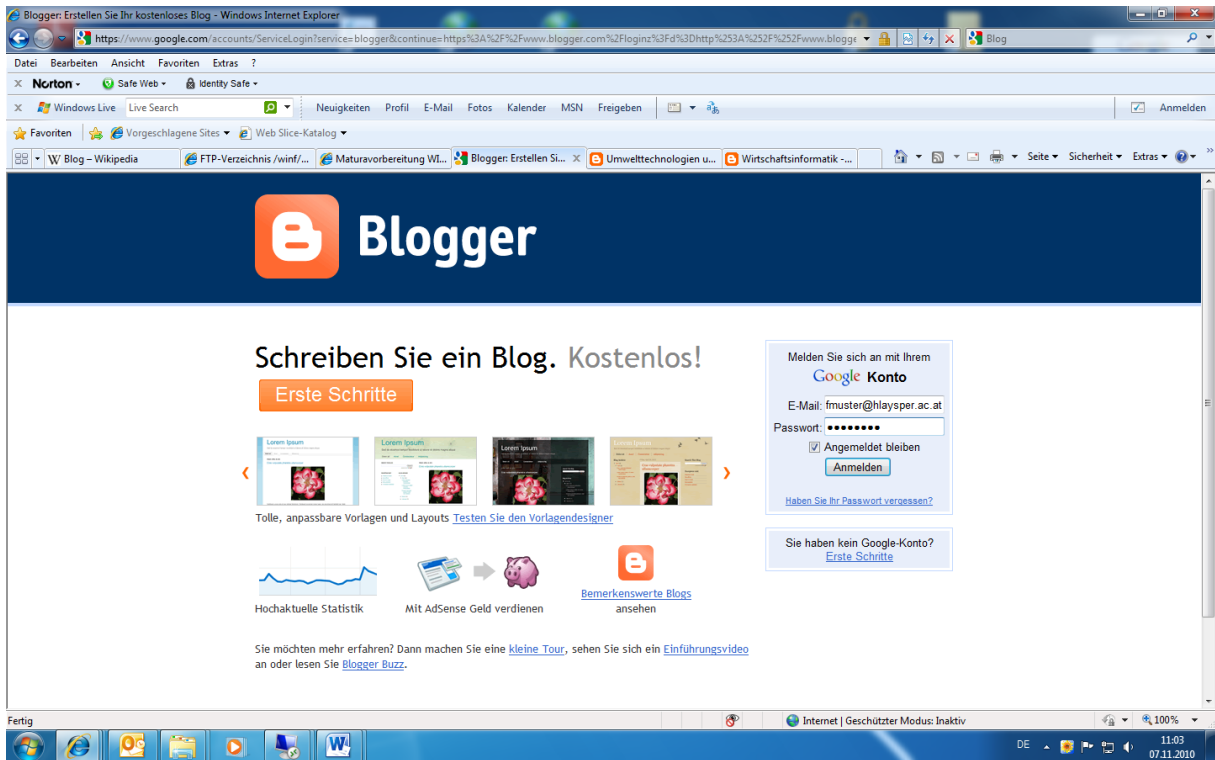 Blogger: Erstellen Sie Ihr kostenloses Blog - Windows Internet Explorer
https://www.google.com/accounts/ServiceLogin?service=blogger&continue=https%3A%2F%2Fwww.blogger.com%2Floginz%3Fd%3Dhttp%253A%252F%252Fwww.blogge
Blog
Datei Bearbeiten Ansicht Favoriten Extras ?
x Norton - Safe Web Identity Safe
x Windows Live Live Search Neuigkeiten Profil E-Mail Fotos Kalender MSN Freigeben Anmelden
Favoriten Vorgeschlagene Sites Web Slice-Katalog
W Blog – Wikipedia FTP-Verzeichnis /winf/... Maturavorbereitung WI... Blogger: Erstellen Si... x Umwelttechnologien u... Wirtschaftsinformatik -... Seite Sicherheit Extras »
Blogger
Schreiben Sie ein Blog. Kostenlos!
Erste Schritte
Lorem Ipsum Lorem Ipsum Lorem Ipsum Lorem Ipsum
Tolle, anpassbare Vorlagen und Layouts Testen Sie den Vorlagendesigner
Hochaktuelle Statistik
Mit AdSense Geld verdienen
Bemerkenswerte Blogs
ansehen
Sie möchten mehr erfahren? Dann machen Sie eine kleine Tour, sehen Sie sich ein Einführungsvideo
an oder lesen Sie Blogger Buzz.
Melden Sie sich an mit Ihrem
Google Konto
E-Mail: fmuster@hlaysper.ac.at
Passwort: ••••••••
Angemeldet bleiben
Anmelden
Haben Sie Ihr Passwort vergessen?
Sie haben kein Google-Konto?
Erste Schritte
Fertig
Internet | Geschützter Modus: Inaktiv
100%
DE
11:03
07.11.2010